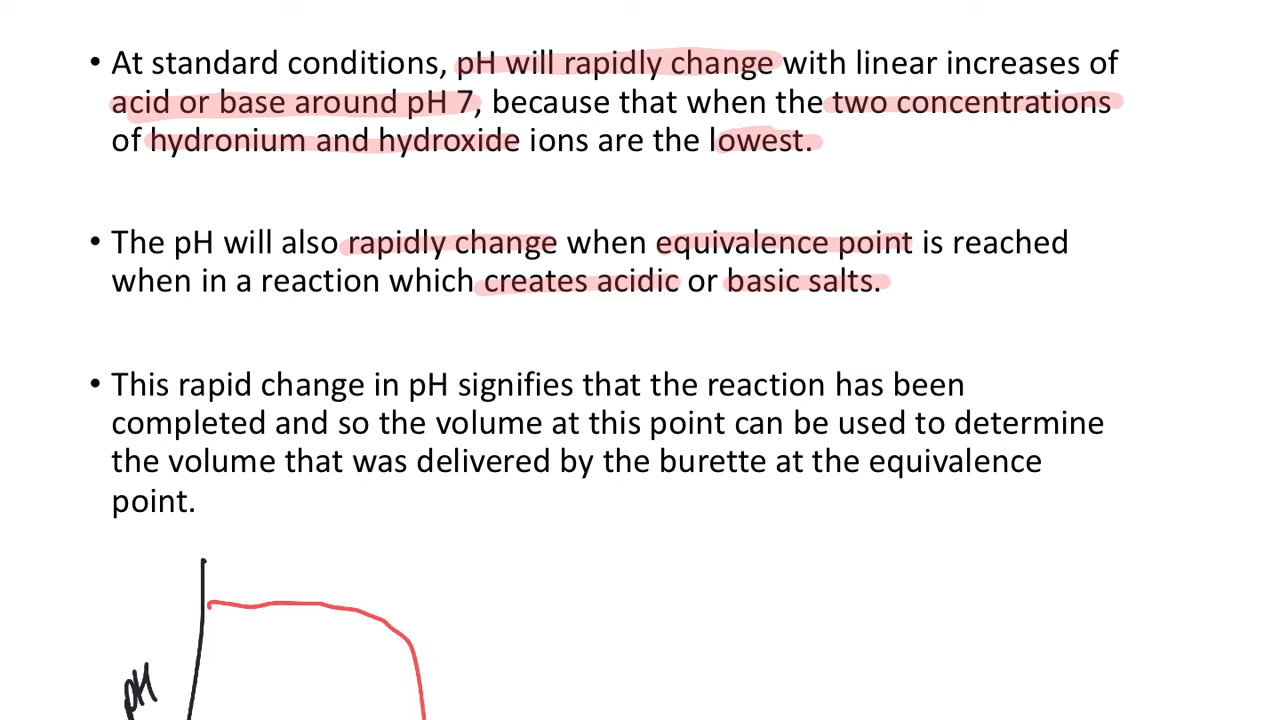 • At standard conditions, pH will rapidly change with linear increases of
acid or base around pH 7, because that when the two concentrations
of hydronium and hydroxide ions are the lowest.
• The pH will also rapidly change when equivalence point is reached
when in a reaction which creates acidic or basic salts.
• This rapid change in pH signifies that the reaction has been
completed and so the volume at this point can be used to determine
the volume that was delivered by the burette at the equivalence
point.
pH